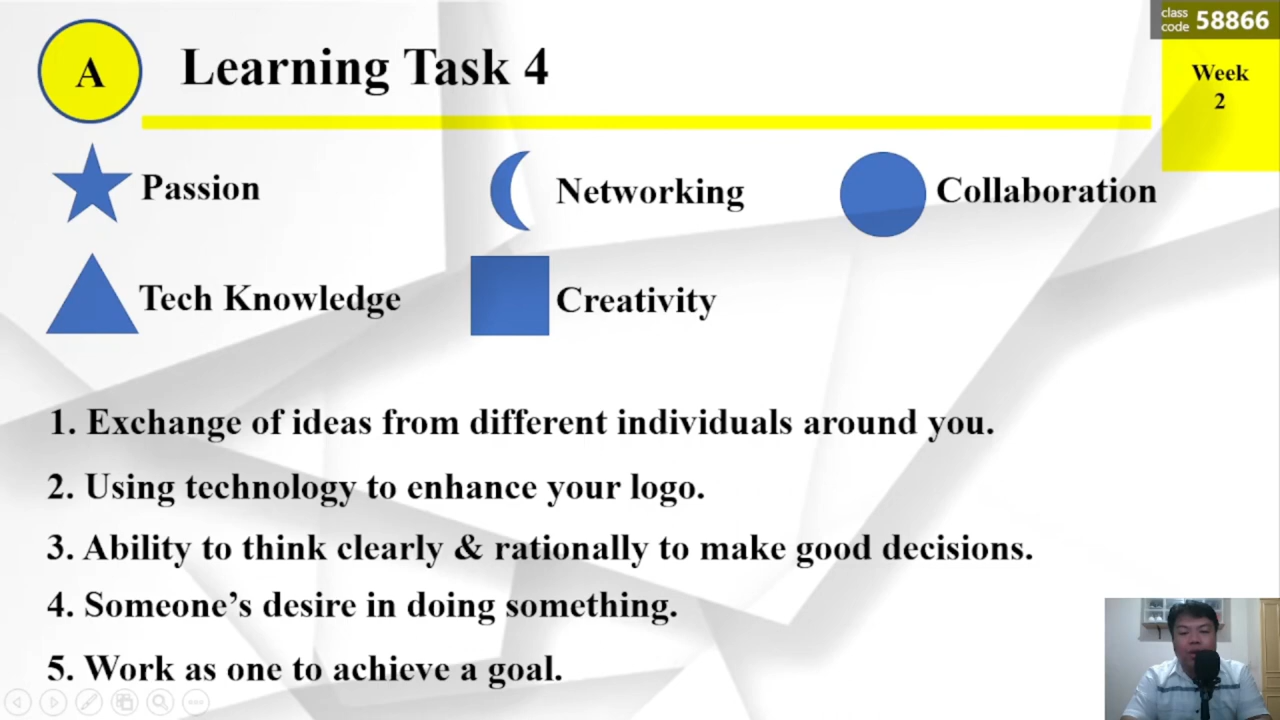 class
code 58866
A
Learning Task 4
Week
2
Passion
Networking
Collaboration
Tech Knowledge
Creativity
1. Exchange of ideas from different individuals around you.
2. Using technology to enhance your logo.
3. Ability to think clearly & rationally to make good decisions.
4. Someone’s desire in doing something.
5. Work as one to achieve a goal.